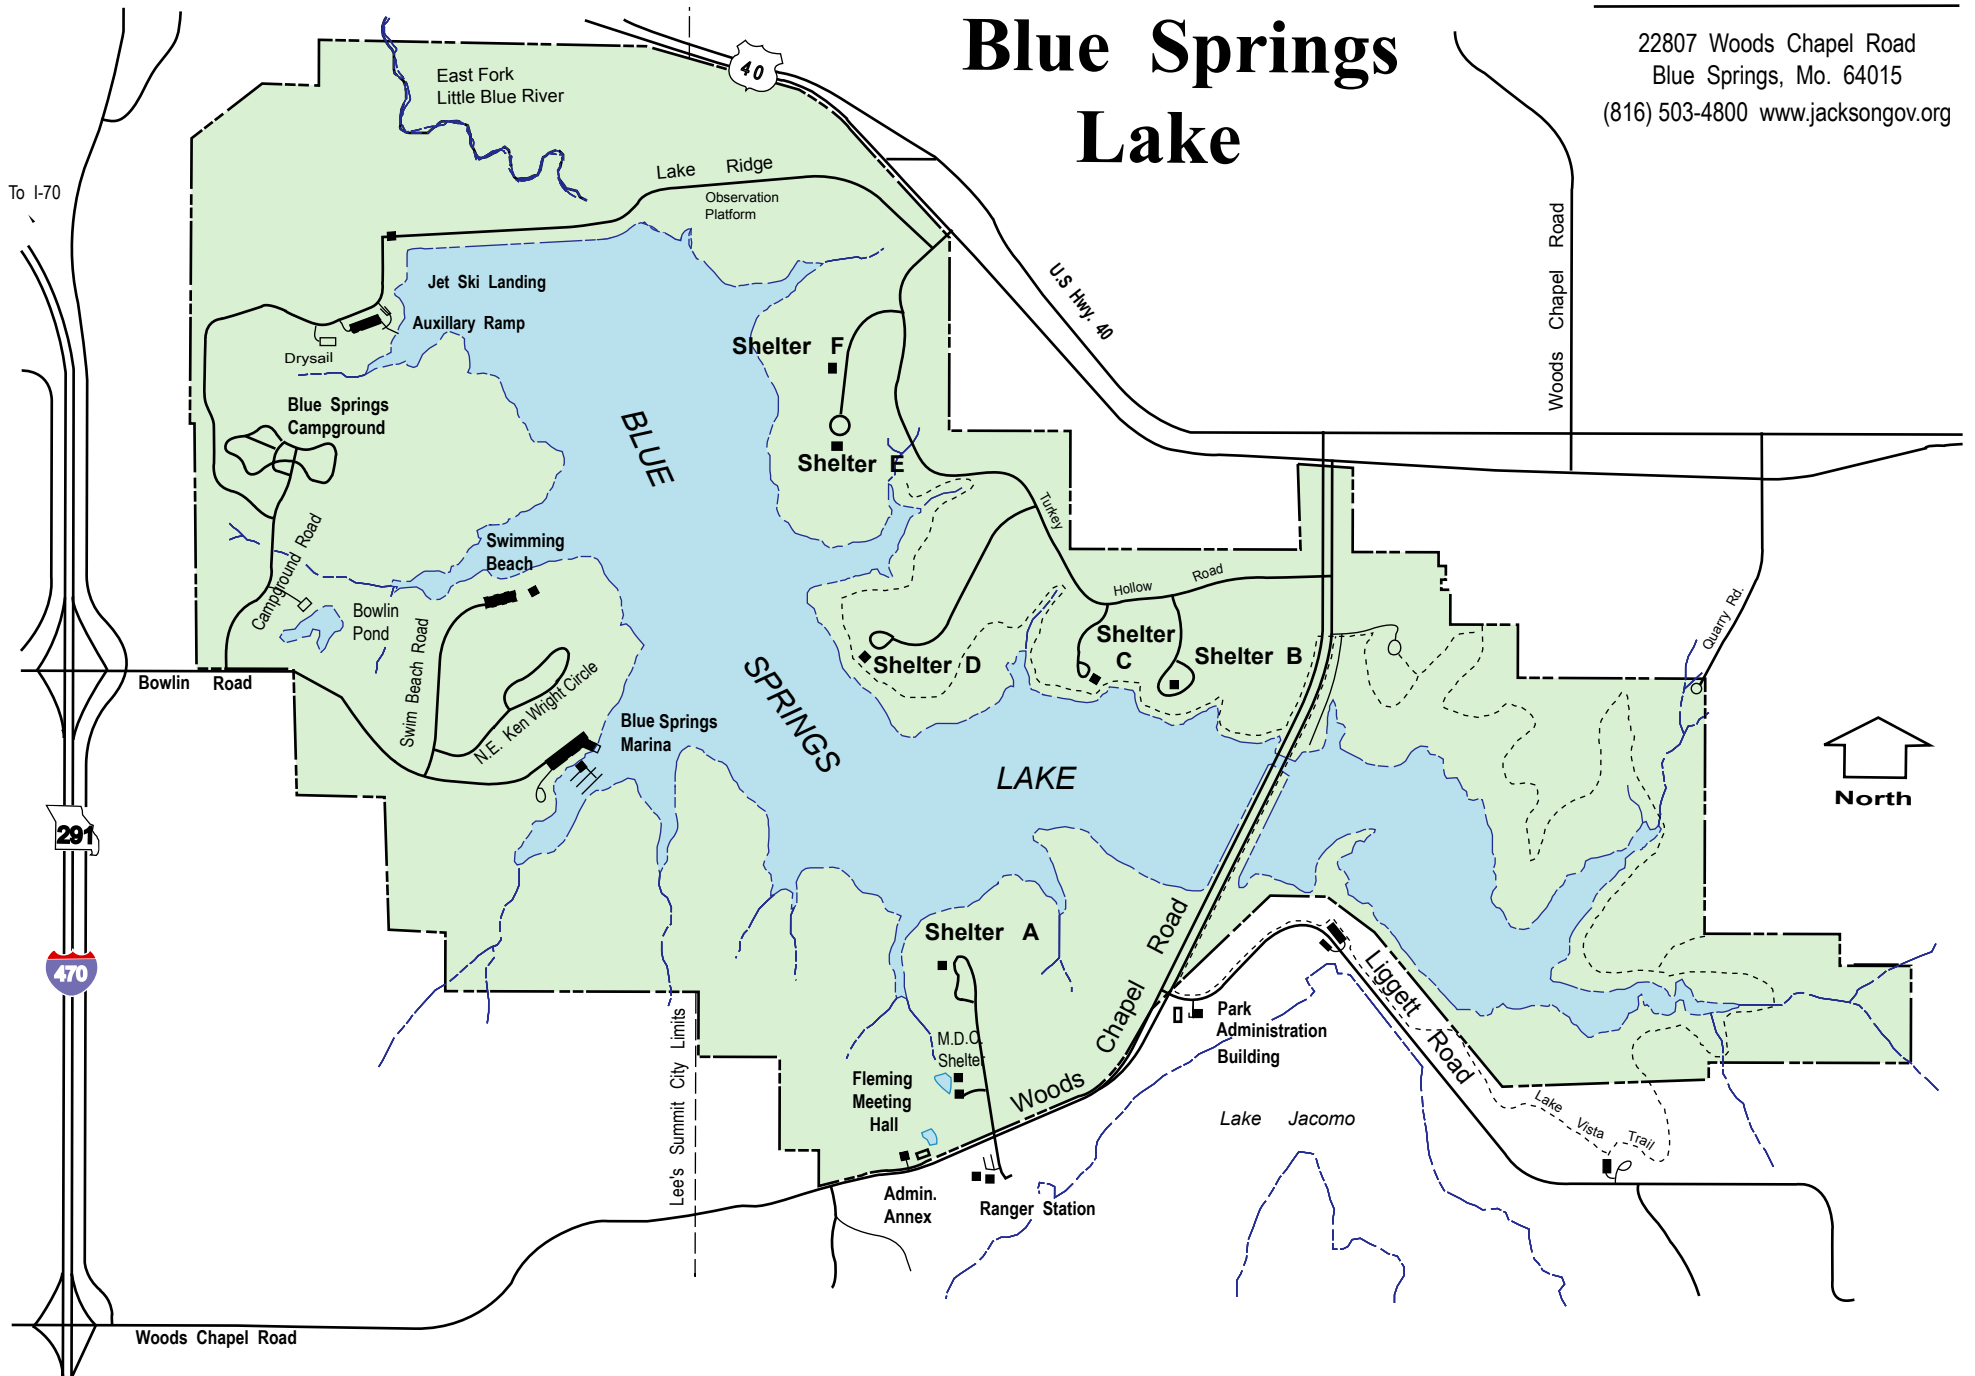 Blue Springs
Lake
22807 Woods Chapel Road
Blue Springs, Mo. 64015
(816) 503-4800 www.jacksongov.org
40
East Fork
Little Blue River
To I-70
Lake Ridge
Observation
Platform
Woods Chapel Road
U.S Hwy. 40
Jet Ski Landing
Auxillary Ramp
Drysail
Shelter F
Blue Springs
Campground
BLUE
Shelter E
Turkey
Campground Road
Swimming
Beach
Hollow Road
Bowlin
Pond
Quarry Rd.
Shelter
C
Shelter B
Shelter D
Bowlin Road
Swim Beach Road
N.E. Ken Wright Circle
Blue Springs
Marina
SPRINGS
LAKE
North
291
470
Shelter A
Chapel Road
Liggett Road
Park
Administration
Building
Lee's Summit City Limits
M.D.C.
Shelter
Fleming
Meeting
Hall
Woods
Lake Jacomo
Lake Vista Trail
Admin.
Annex
Ranger Station
Woods Chapel Road